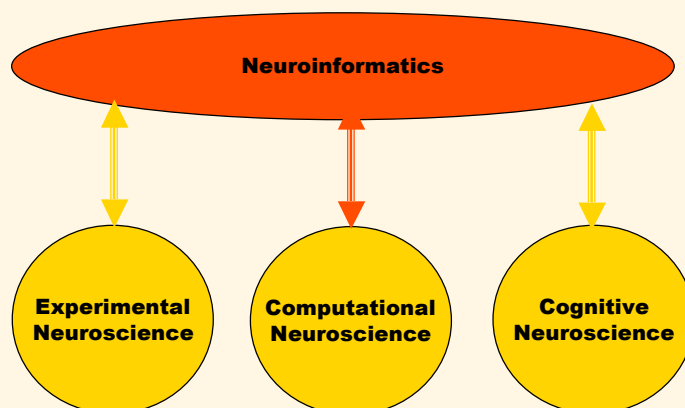 Neuroinformatics
Experimental
Neuroscience
Computational
Neuroscience
Cognitive
Neuroscience